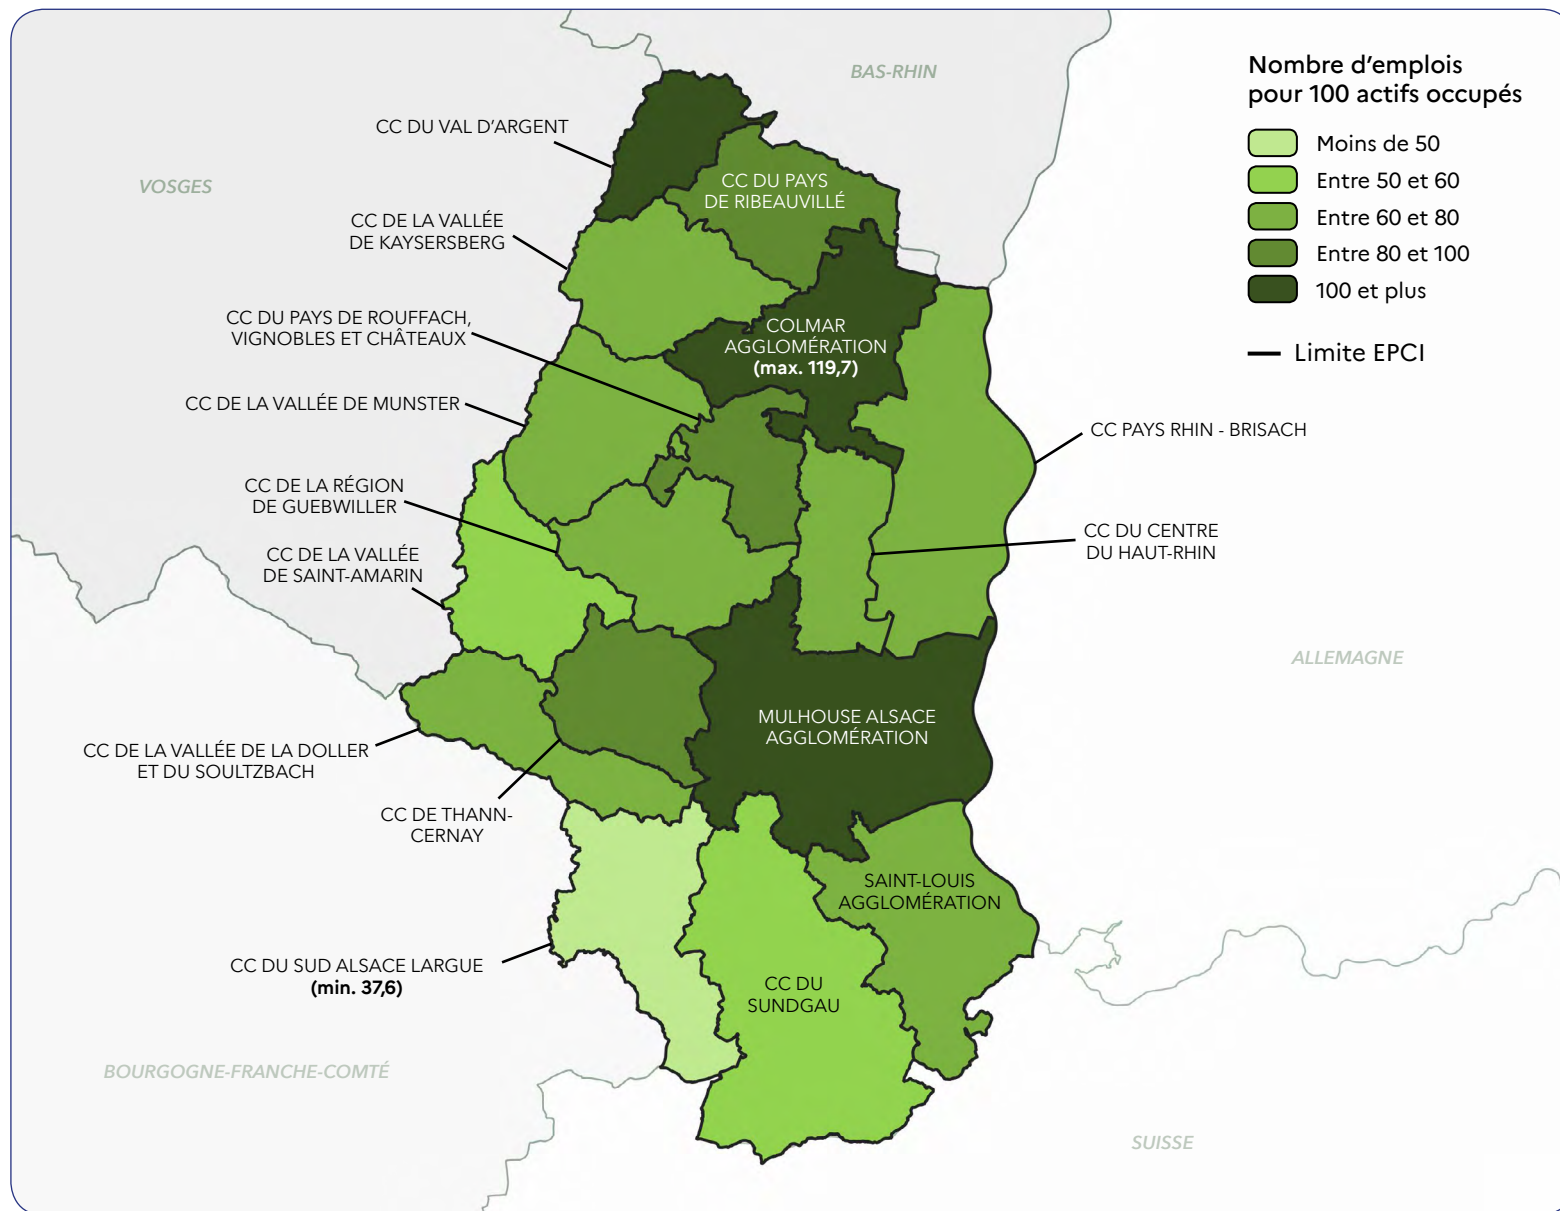 BAS-RHIN
Nombre d'emplois
pour 100 actifs occupés
Moins de 50
Entre 50 et 60
Entre 60 et 80
Entre 80 et 100
100 et plus
Limite EPCI
CC DU VAL D'ARGENT
VOSGES
CC DU PAYS
DE RIBEAUVILLÉ
CC DE LA VALLÉE
DE KAYSERSBERG
CC DU PAYS DE ROUFFACH,
VIGNOBLES ET CHÂTEAUX
COLMAR
AGGLOMÉRATION
(max. 119,7)
CC DE LA VALLÉE DE MUNSTER
CC PAYS RHIN - BRISACH
CC DE LA RÉGION
DE GUEBWILLER
CC DU CENTRE
DU HAUT-RHIN
CC DE LA VALLÉE
DE SAINT-AMARIN
ALLEMAGNE
MULHOUSE ALSACE
AGGLOMÉRATION
CC DE LA VALLÉE DE LA DOLLER
ET DU SOULTZBACH
CC DE THANN-
CERNAY
SAINT-LOUIS
AGGLOMÉRATION
CC DU SUD ALSACE LARGUE
(min. 37,6)
CC DU
SUNDGAU
BOURGOGNE-FRANCHE-COMTÉ
SUISSE